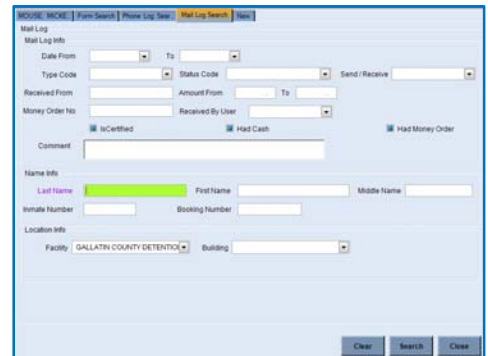 MOUSE, MICKE... Form Search Phone Log Sear... Mail Log Search New
Mail Log
Mail Log Info
Date From To
Type Code Status Code Send / Receive
Received From Amount From To
Money Order No Received By User
IsCertified Had Cash Had Money Order
Comment
Name Info
Last Name First Name Middle Name
Inmate Number Booking Number
Location Info
Facility GALLATIN COUNTY DETENTIO Building
Clear Search Close